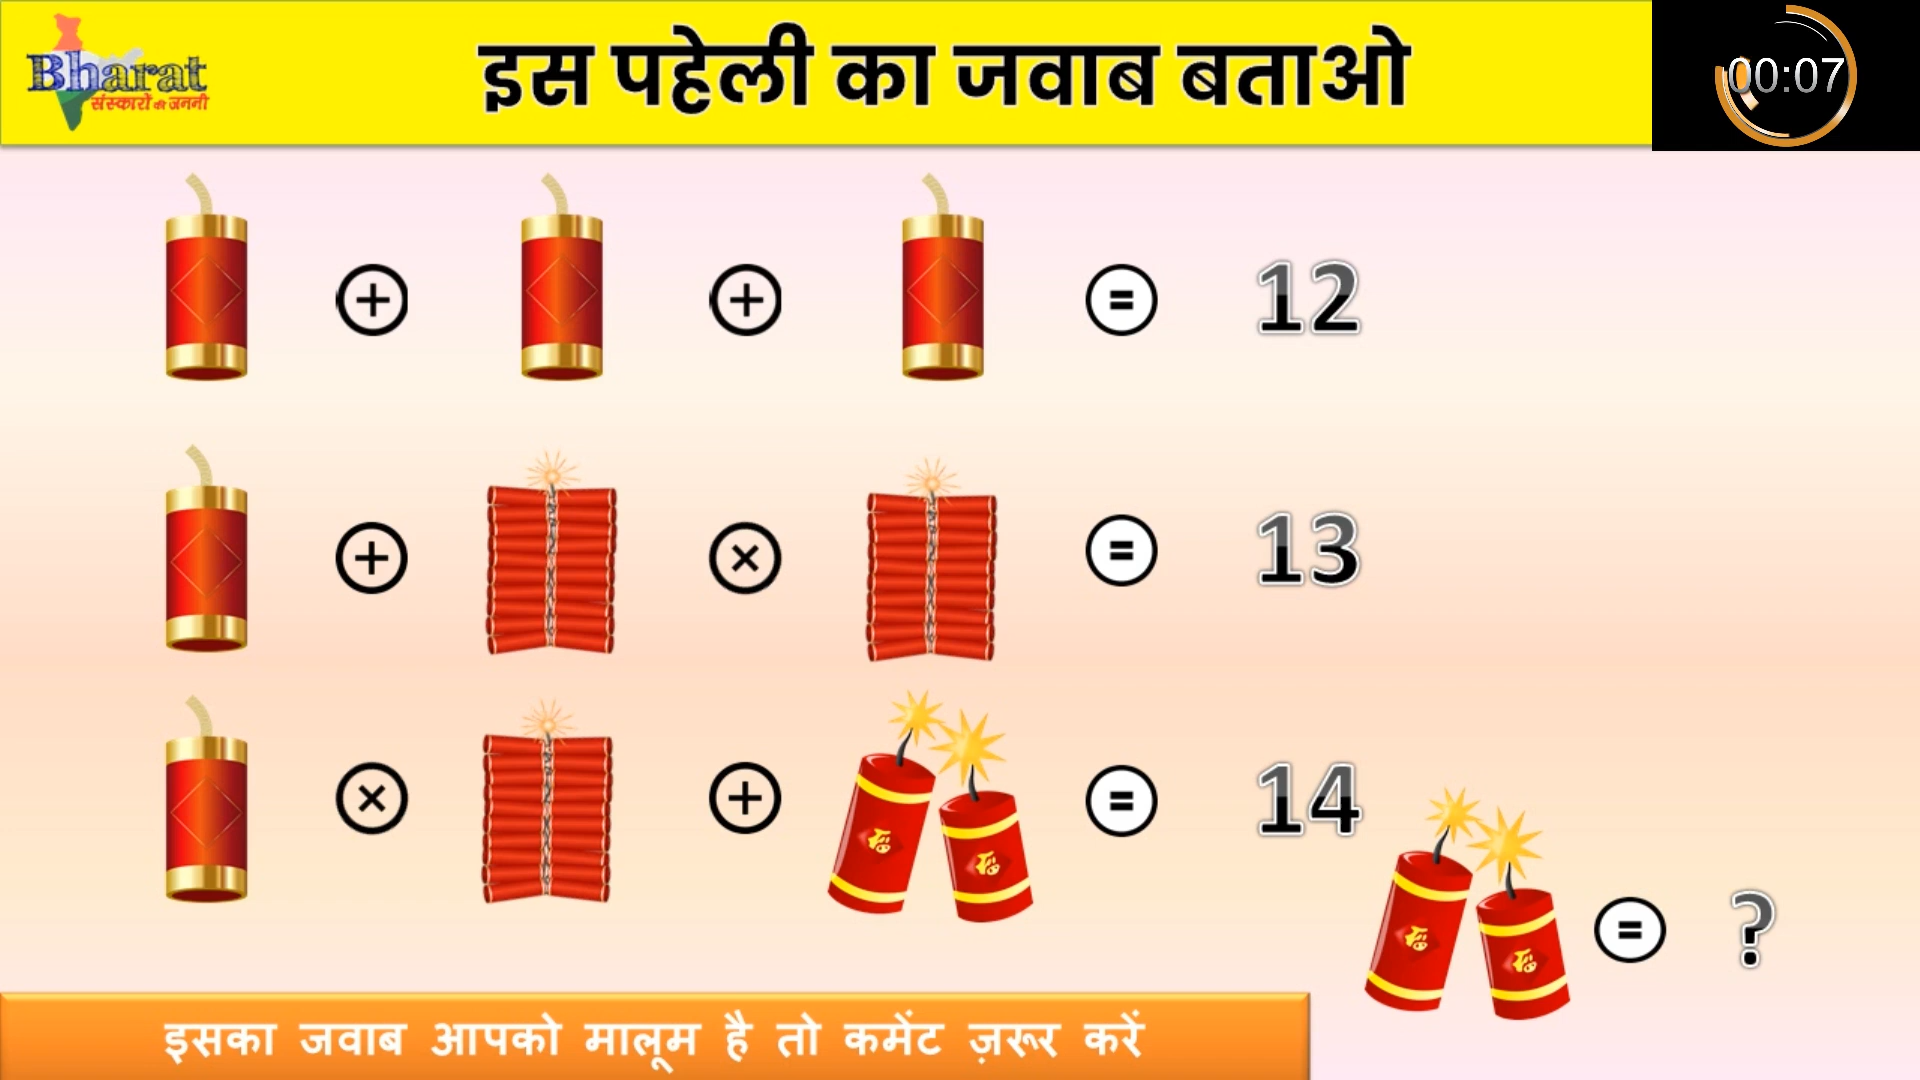 Bharat
संस्कारों की जननी
इस पहेली का जवाब बताओ
00:07
+ + = 12
+ × = 13
× + = 14
= ?
इसका जवाब आपको मालूम है तो कमेंट ज़रूर करें